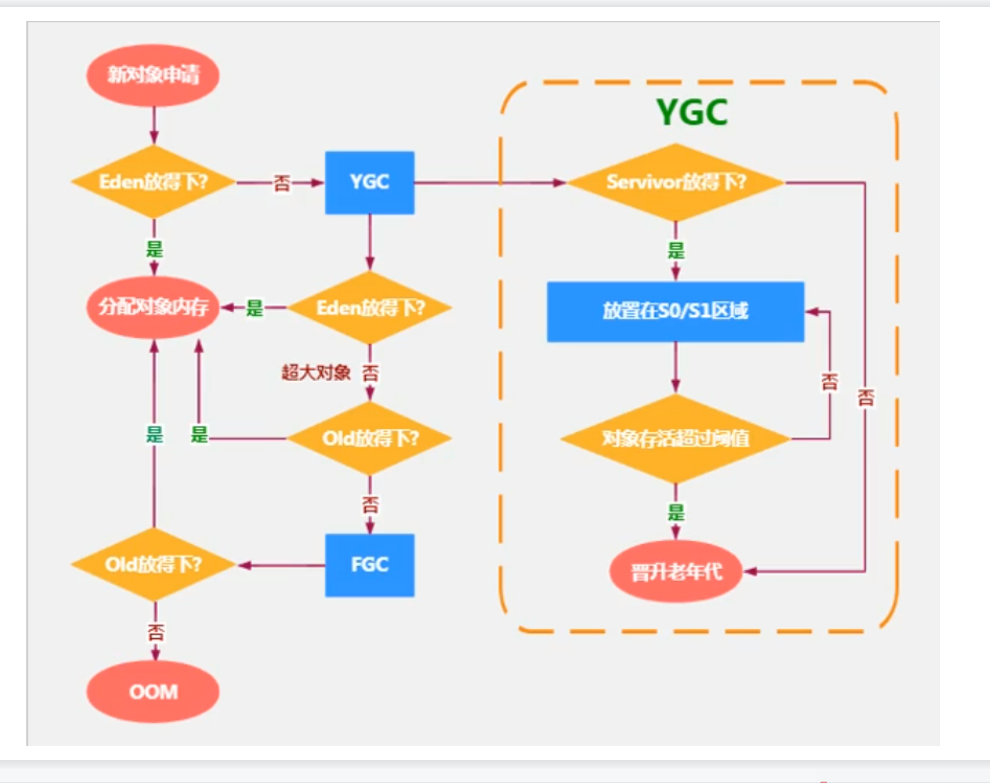 新对象申请
Eden放得下?
否
YGC
是
分配对象内存
是
Eden放得下?
超大对象
否
是
是
Old放得下?
否
Old放得下?
FGC
否
OOM
YGC
Servivor放得下?
是
放置在S0/S1区域
否
否
对象存活超过阈值
是
晋升老年代